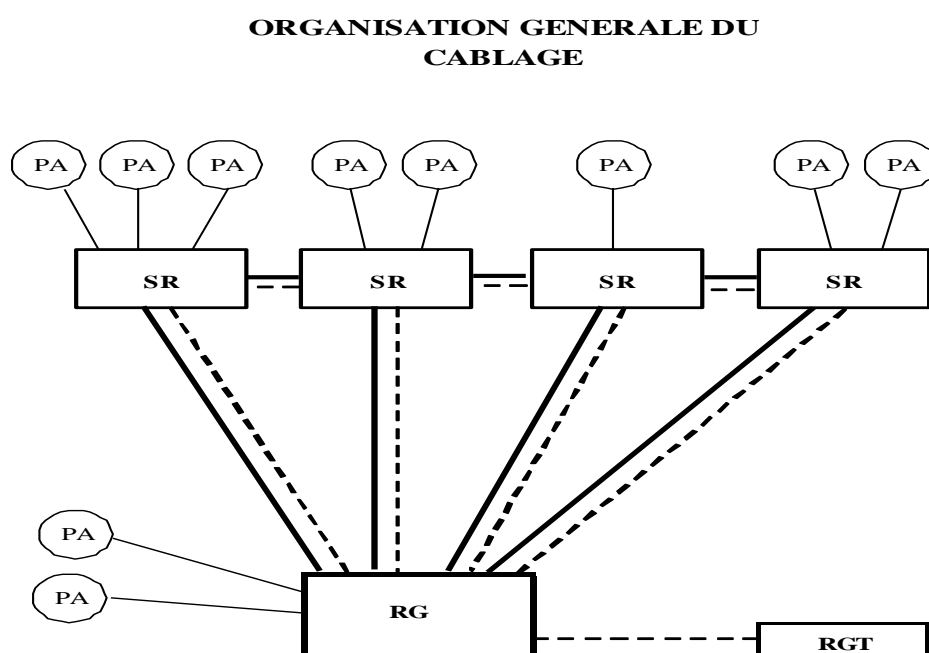 ORGANISATION GENERALE DU
CABLAGE
PA PA PA PA PA PA PA PA
SR SR SR SR
PA
PA
RG
RGT